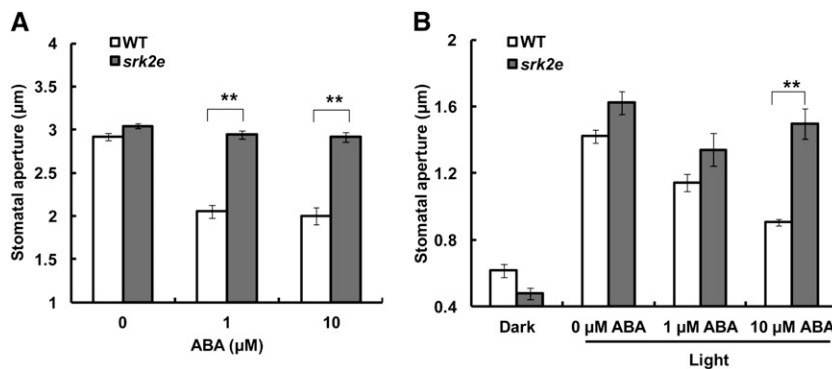 A
WT
srk2e
Stomatal aperture (μm)
4
3.5
3
2.5
2
1.5
1
**
**
0
1
10
ABA (μM)
B
WT
srk2e
Stomatal aperture (μm)
2
1.6
1.2
0.8
0.4
**
Dark
0 μM ABA
1 μM ABA
10 μM ABA
Light